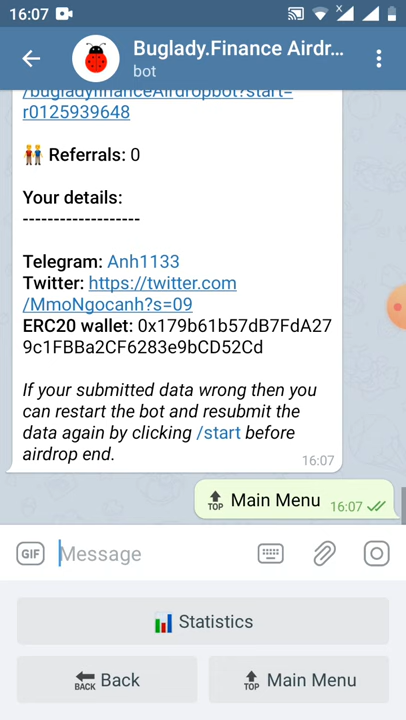 16:07
Buglady.Finance Airdr...
bot
/bugladyfinanceAirdropbot?start=
r0125939648
Referrals: 0
Your details:
-------------------
Telegram: Anh1133
Twitter: https://twitter.com
/MmoNgocanh?s=09
ERC20 wallet: 0x179b61b57dB7FdA27
9c1FBBa2CF6283e9bCD52Cd
If your submitted data wrong then you
can restart the bot and resubmit the
data again by clicking /start before
airdrop end.
16:07
TOP Main Menu 16:07
GIF Message
Statistics
BACK Back
TOP Main Menu